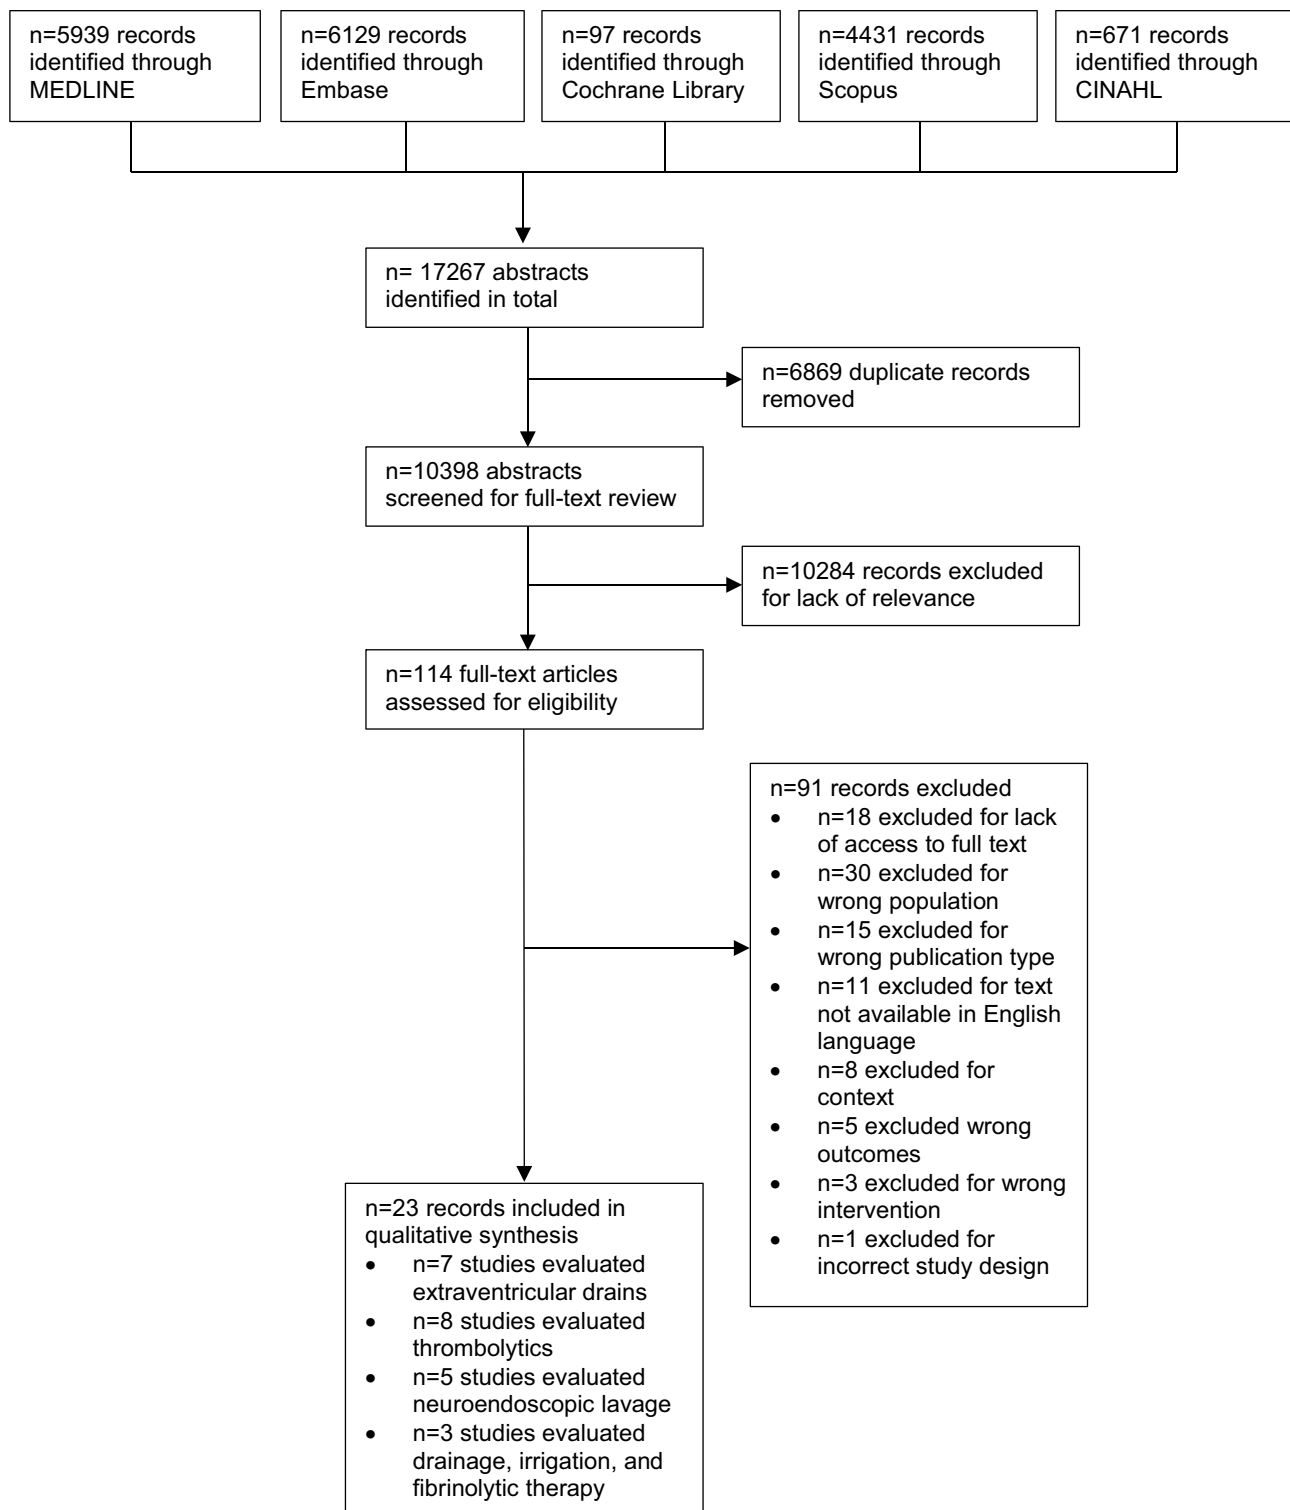 n=5939 records
identified through
MEDLINE
n=6129 records
identified through
Embase
n=97 records
identified through
Cochrane Library
n=4431 records
identified through
Scopus
n=671 records
identified through
CINAHL
n= 17267 abstracts
identified in total
n=6869 duplicate records
removed
n=10398 abstracts
screened for full-text review
n=10284 records excluded
for lack of relevance
n=114 full-text articles
assessed for eligibility
n=91 records excluded
• n=18 excluded for lack
of access to full text
• n=30 excluded for
wrong population
• n=15 excluded for
wrong publication type
• n=11 excluded for text
not available in English
language
• n=8 excluded for
context
• n=5 excluded wrong
outcomes
• n=3 excluded for wrong
intervention
• n=1 excluded for
incorrect study design
n=23 records included in
qualitative synthesis
• n=7 studies evaluated
extraventricular drains
• n=8 studies evaluated
thrombolytics
• n=5 studies evaluated
neuroendoscopic lavage
• n=3 studies evaluated
drainage, irrigation, and
fibrinolytic therapy